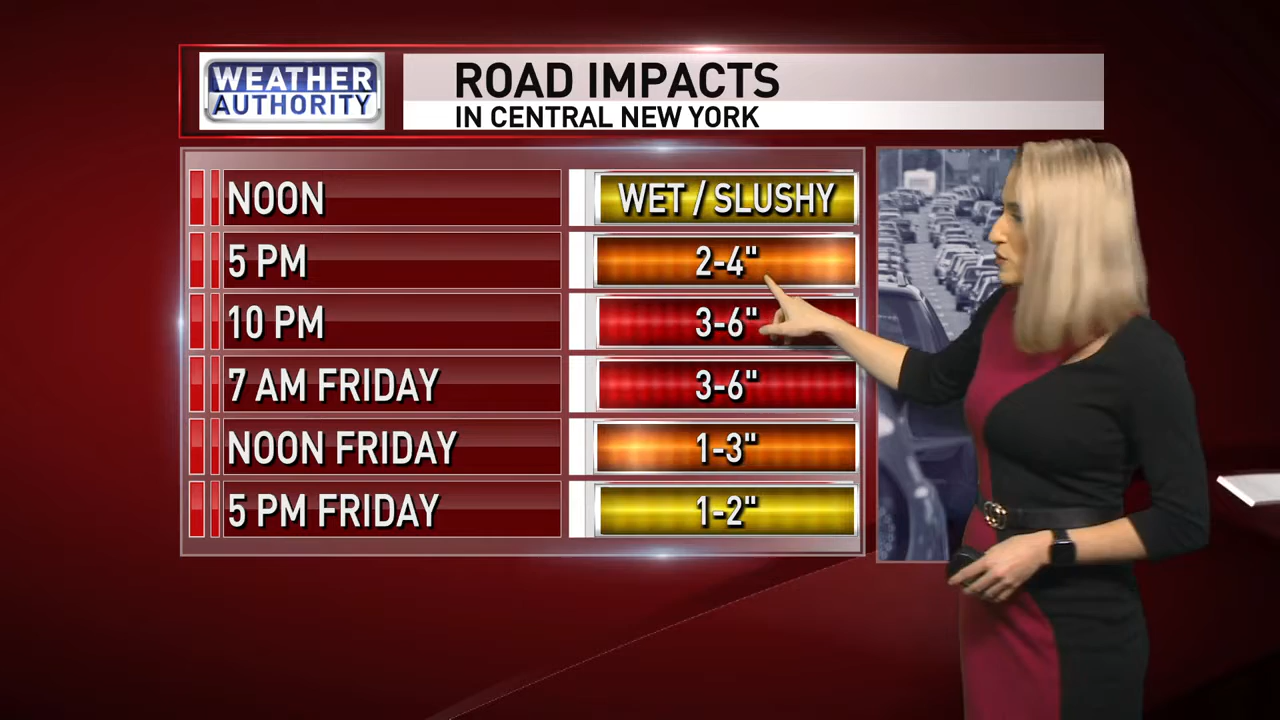 WEATHER
AUTHORITY
ROAD IMPACTS
IN CENTRAL NEW YORK
NOON WET / SLUSHY
5 PM 2-4"
10 PM 3-6"
7 AM FRIDAY 3-6"
NOON FRIDAY 1-3"
5 PM FRIDAY 1-2"